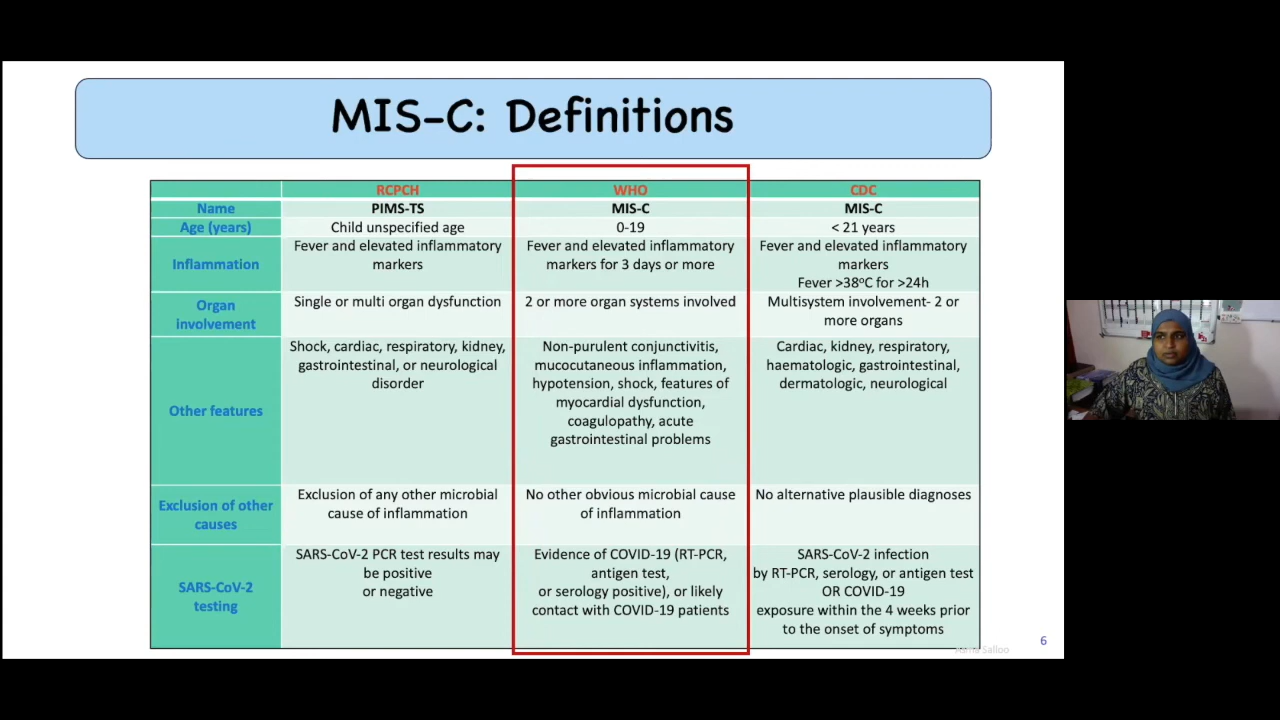 MIS-C: Definitions
RCPCH
WHO
CDC
Name
PIMS-TS
MIS-C
MIS-C
Age (years)
Child unspecified age
0-19
< 21 years
Inflammation
Fever and elevated inflammatory
markers
Fever and elevated inflammatory
markers for 3 days or more
Fever and elevated inflammatory
markers
Fever >38°C for >24h
Organ
involvement
Single or multi organ dysfunction
2 or more organ systems involved
Multisystem involvement- 2 or
more organs
Other features
Shock, cardiac, respiratory, kidney,
gastrointestinal, or neurological
disorder
Non-purulent conjunctivitis,
mucocutaneous inflammation,
hypotension, shock, features of
myocardial dysfunction,
coagulopathy, acute
gastrointestinal problems
Cardiac, kidney, respiratory,
haematologic, gastrointestinal,
dermatologic, neurological
Exclusion of other
causes
Exclusion of any other microbial
cause of inflammation
No other obvious microbial cause
of inflammation
No alternative plausible diagnoses
SARS-CoV-2
testing
SARS-CoV-2 PCR test results may
be positive
or negative
Evidence of COVID-19 (RT-PCR,
antigen test,
or serology positive), or likely
contact with COVID-19 patients
SARS-CoV-2 infection
by RT-PCR, serology, or antigen test
OR COVID-19
exposure within the 4 weeks prior
to the onset of symptoms
Asma Salloo
6